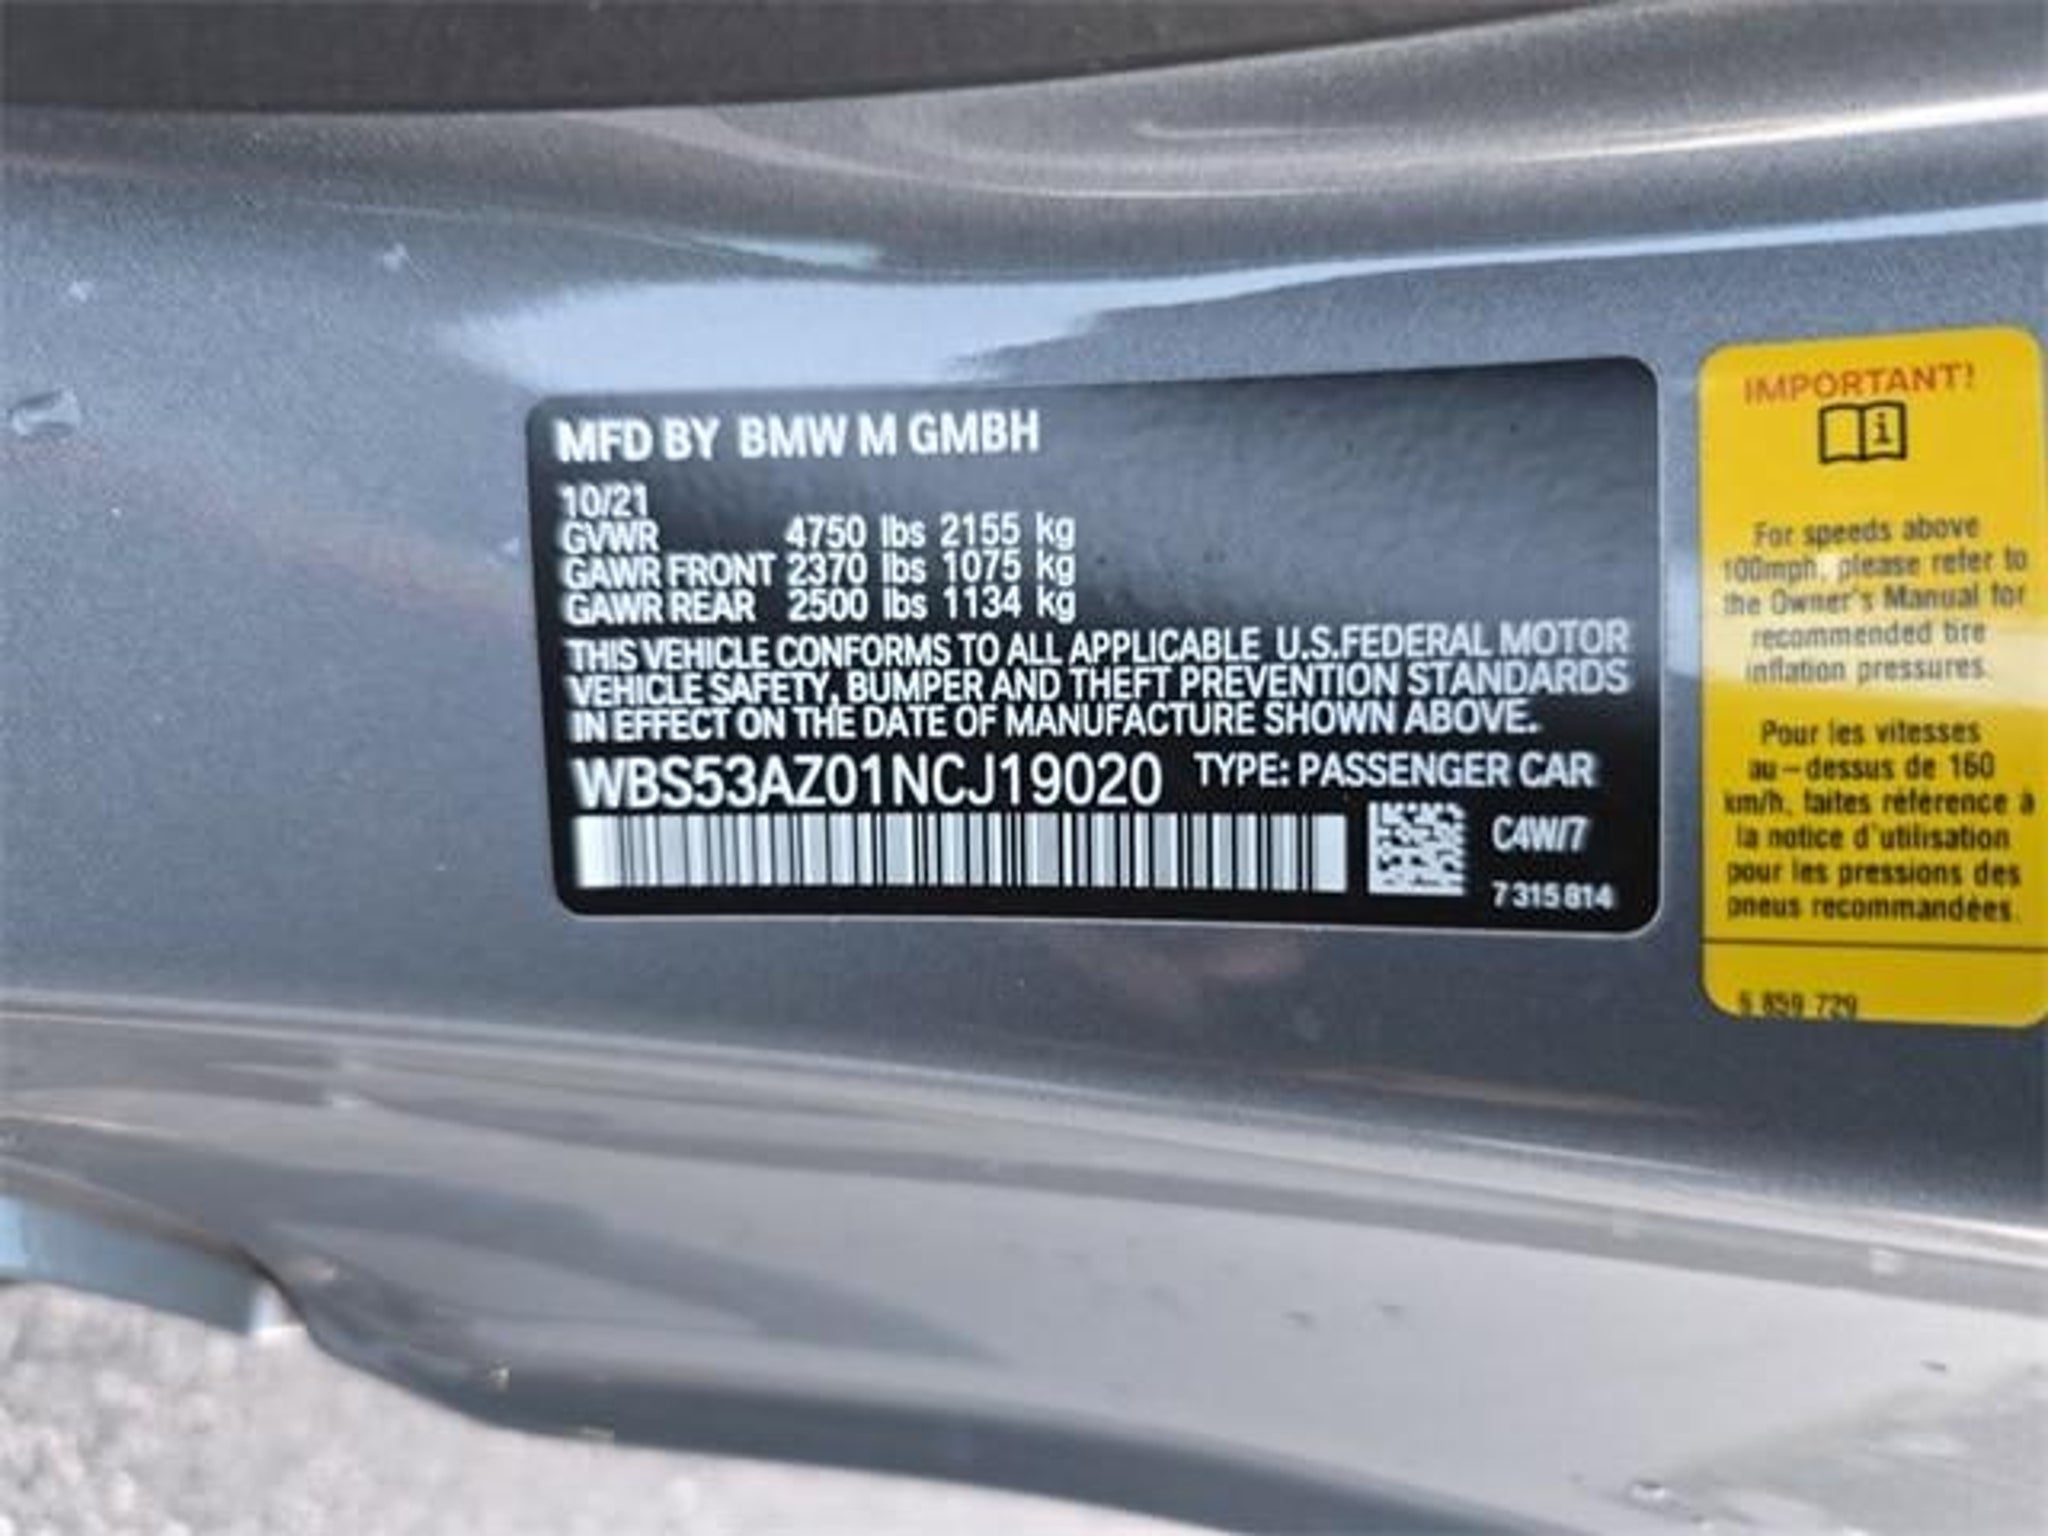 MFD BY BMW M GMBH
10/21
GVWR 4750 lbs 2155 kg
GAWR FRONT 2370 lbs 1075 kg
GAWR REAR 2500 lbs 1134 kg
THIS VEHICLE CONFORMS TO ALL APPLICABLE U.S.FEDERAL MOTOR
VEHICLE SAFETY, BUMPER AND THEFT PREVENTION STANDARDS
IN EFFECT ON THE DATE OF MANUFACTURE SHOWN ABOVE.
WBS53AZ01NCJ19020 TYPE: PASSENGER CAR
C4W/7
7 315 814
IMPORTANT!
i
For speeds above
100mph, please refer to
the Owner's Manual for
recommended tire
inflation pressures.
Pour les vitesses
au-dessus de 160
km/h, faites référence à
la notice d'utilisation
pour les pressions des
pneus recommandées.
5 859 729